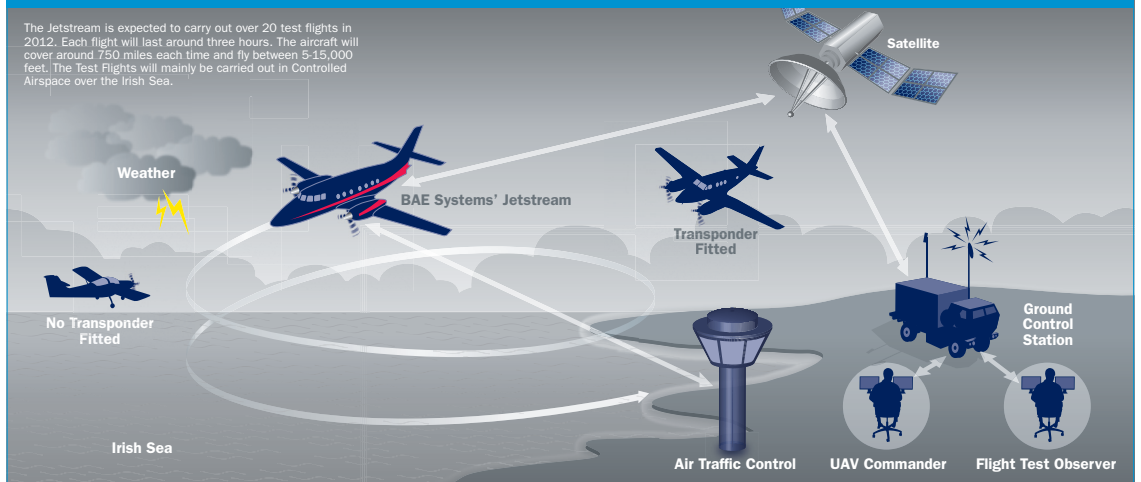 The Jetstream is expected to carry out over 20 test flights in
2012. Each flight will last around three hours. The aircraft will
cover around 750 miles each time and fly between 5-15,000
feet. The Test Flights will mainly be carried out in Controlled
Airspace over the Irish Sea.
Satellite
Weather
BAE Systems' Jetstream
Transponder
Fitted
No Transponder
Fitted
Ground
Control
Station
Irish Sea
Air Traffic Control
UAV Commander
Flight Test Observer